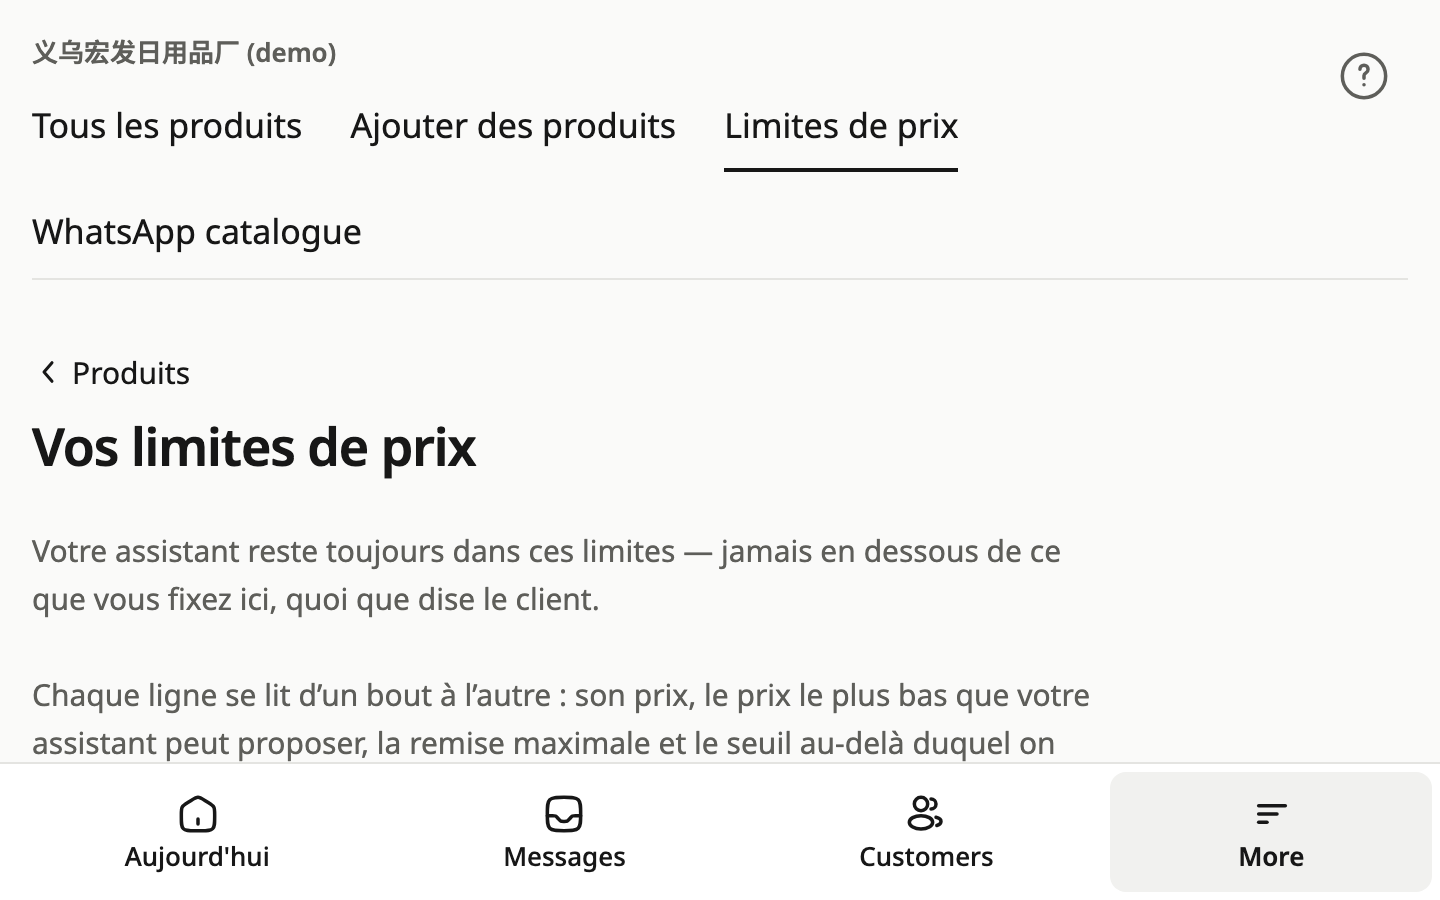 义乌宏发日用品厂 (demo)
Tous les produits
Ajouter des produits
Limites de prix
WhatsApp catalogue
Produits
Vos limites de prix
Votre assistant reste toujours dans ces limites — jamais en dessous de ce
que vous fixez ici, quoi que dise le client.
Chaque ligne se lit d’un bout à l’autre : son prix, le prix le plus bas que votre
assistant peut proposer, la remise maximale et le seuil au-delà duquel on
Aujourd'hui
Messages
Customers
More